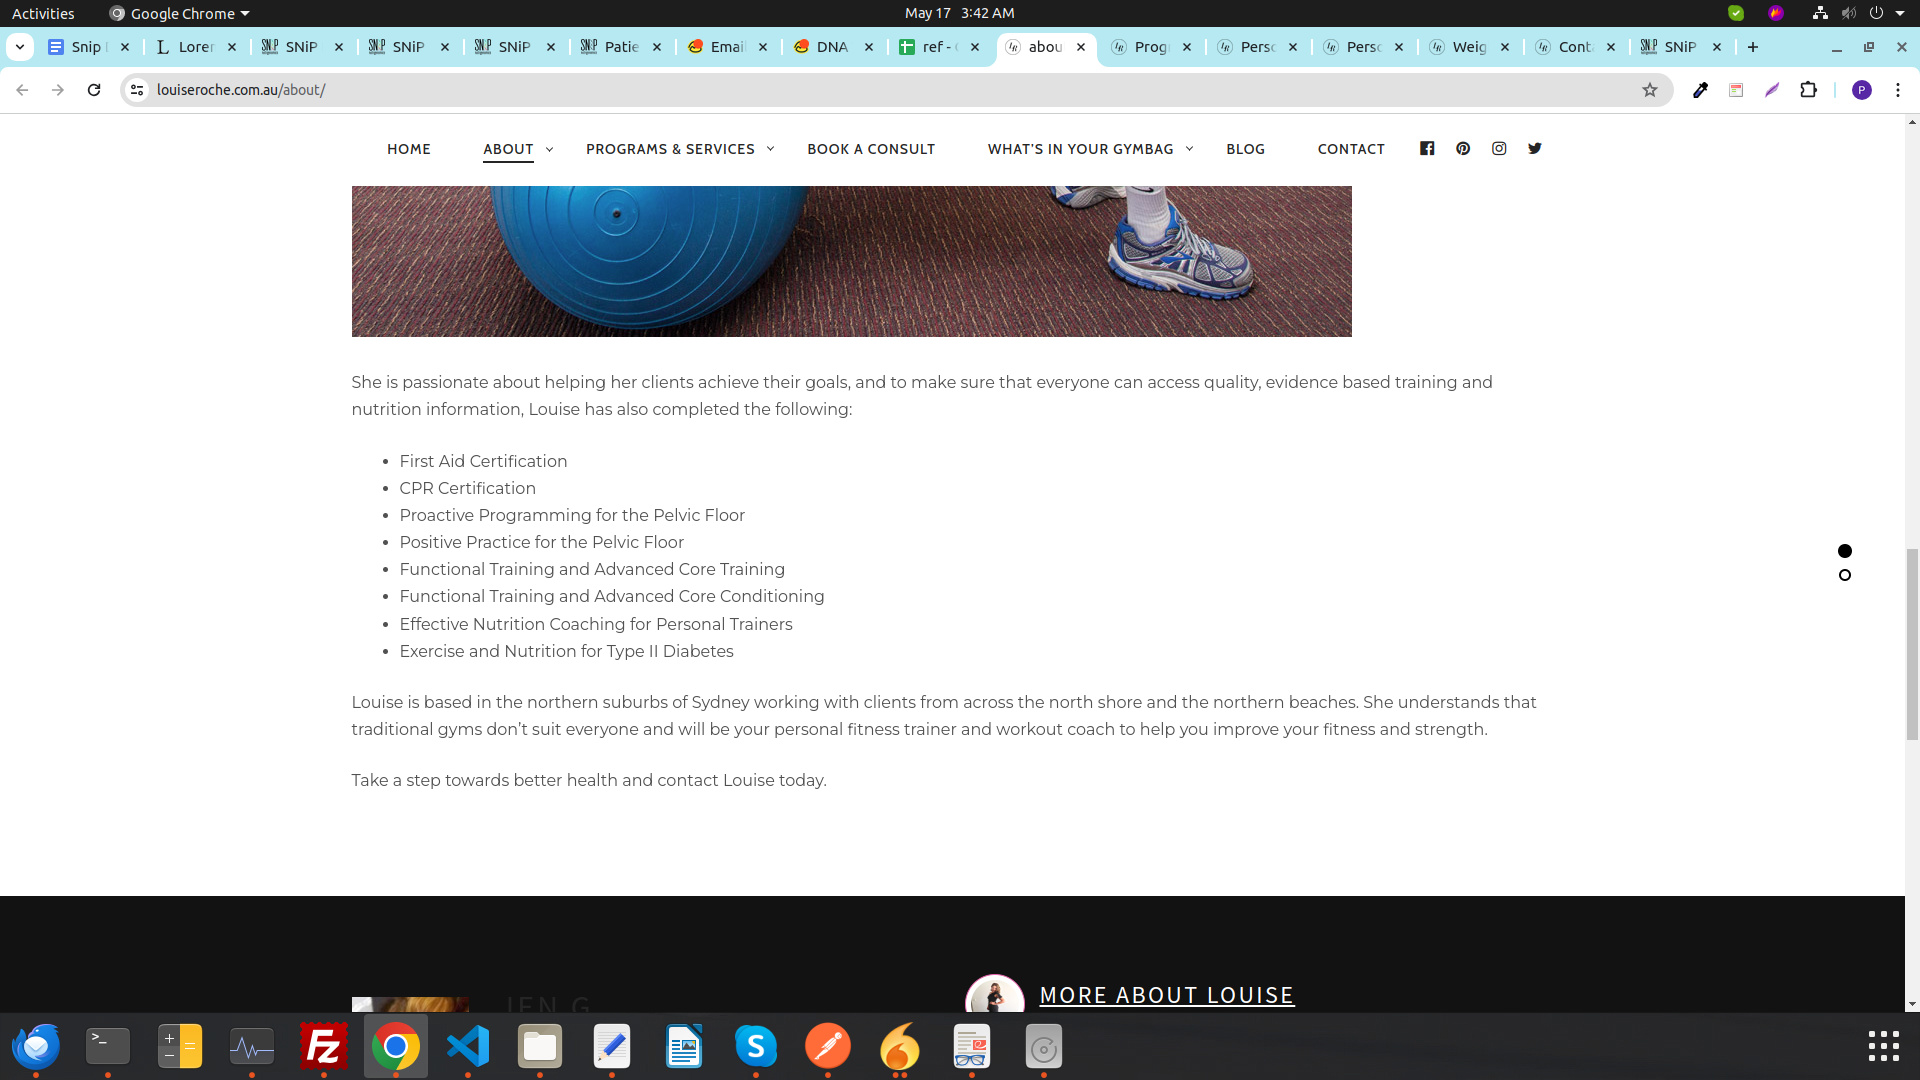 Activities Google Chrome May 17 3:42 AM
Snip Lorer SNiP SNiP SNiP Patie Email DNA ref - abou Prog Perso Perso Weig Cont SNiP
louiseroche.com.au/about/ P
HOME ABOUT PROGRAMS & SERVICES BOOK A CONSULT WHAT'S IN YOUR GYMBAG BLOG CONTACT
She is passionate about helping her clients achieve their goals, and to make sure that everyone can access quality, evidence based training and
nutrition information, Louise has also completed the following:
• First Aid Certification
• CPR Certification
• Proactive Programming for the Pelvic Floor
• Positive Practice for the Pelvic Floor
• Functional Training and Advanced Core Training
• Functional Training and Advanced Core Conditioning
• Effective Nutrition Coaching for Personal Trainers
• Exercise and Nutrition for Type II Diabetes
Louise is based in the northern suburbs of Sydney working with clients from across the north shore and the northern beaches. She understands that
traditional gyms don’t suit everyone and will be your personal fitness trainer and workout coach to help you improve your fitness and strength.
Take a step towards better health and contact Louise today.
JEN G
MORE ABOUT LOUISE